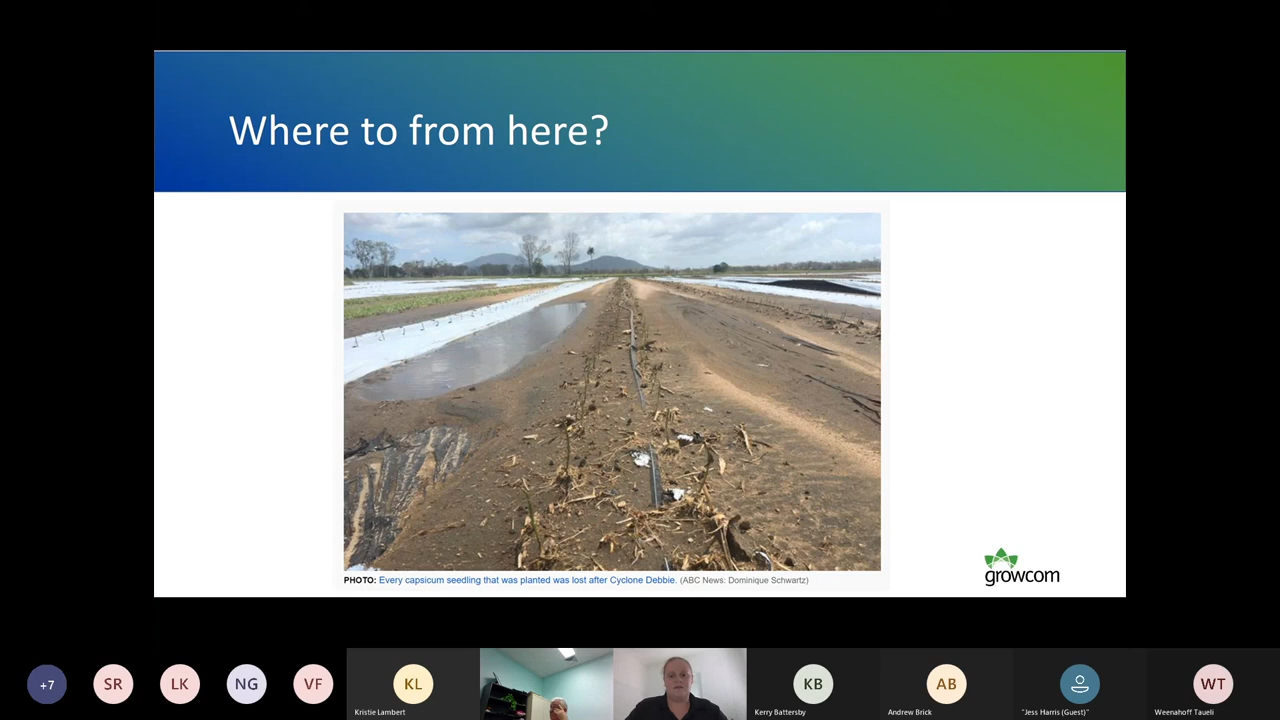 Where to from here?
PHOTO: Every capsicum seedling that was planted was lost after Cyclone Debbie. (ABC News: Dominique Schwartz)
growcom
+7
SR
LK
NG
VF
KL
Kristie Lambert
KB
Kerry Battersby
AB
Andrew Brick
"Jess Harris (Guest)"
WT
Weenahoff Taueli